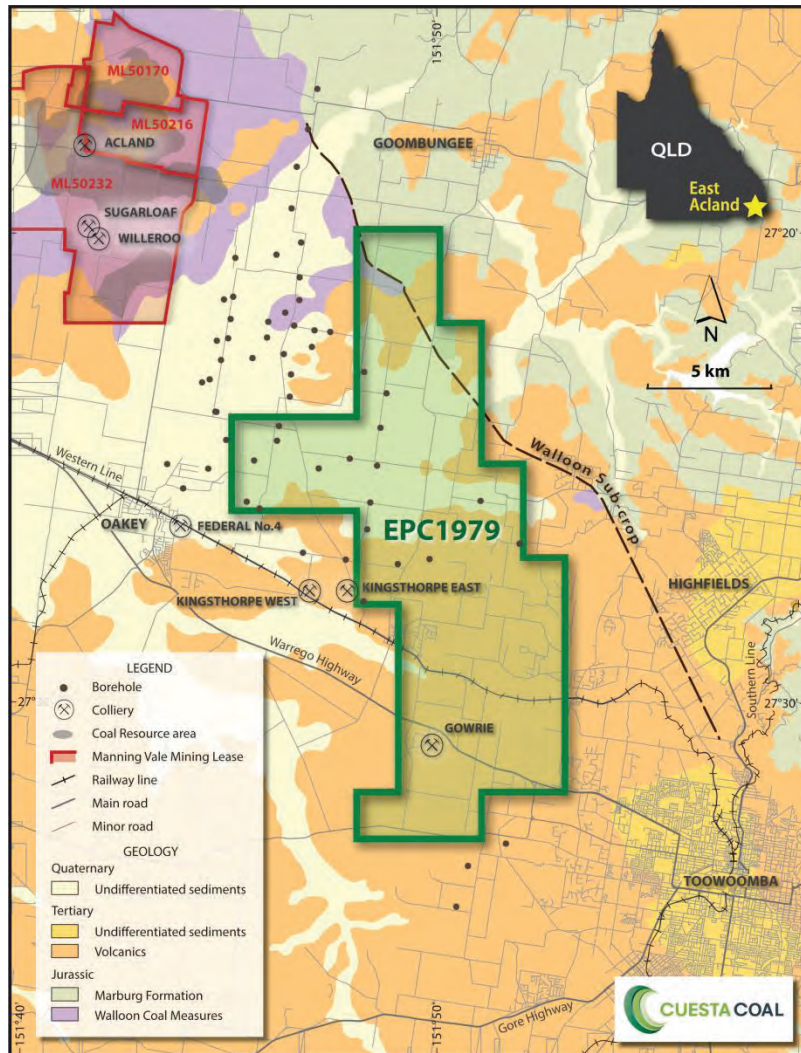 ML50170
151°50'
GOOMBUNGEE
QLD
East
Acland
ML50216
ACLAND
ML50232
SUGARLOAF
WILLEROO
27°20'
N
5 km
Walloon Sub-crop
Western Line
OAKEY
FEDERAL No.4
EPC1979
KINGSTHORPE WEST
KINGSTHORPE EAST
HIGHFIELDS
Warrego Highway
Southern Line
27°30'
27°30'
GOWRIE
TOOWOOMBA
Gore Highway
151°40'
151°50'
LEGEND
Borehole
Colliery
Coal Resource area
Manning Vale Mining Lease
Railway line
Main road
Minor road
GEOLOGY
Quaternary
Undifferentiated sediments
Tertiary
Undifferentiated sediments
Volcanics
Jurassic
Marburg Formation
Walloon Coal Measures
CUESTA COAL